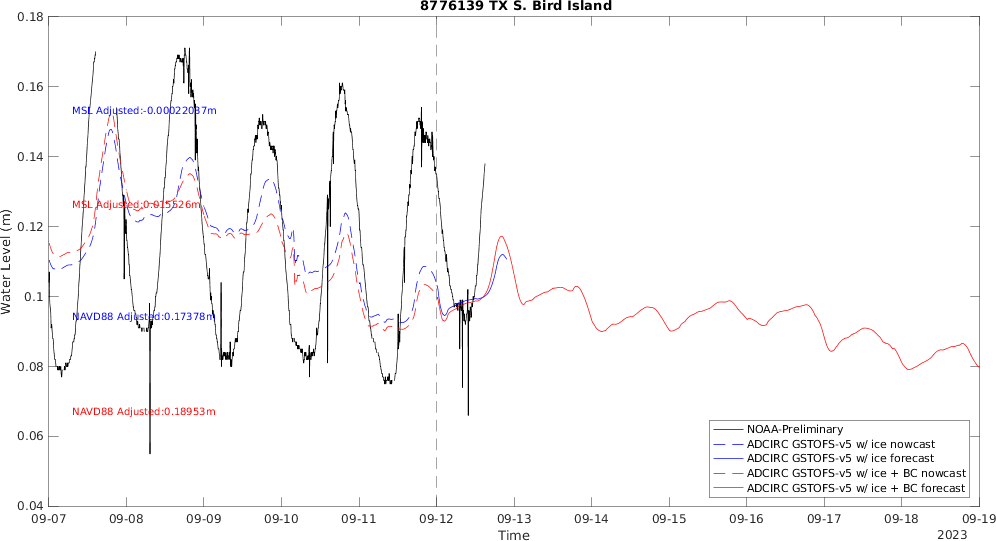 8776139 TX S. Bird Island
Water Level (m)
0.18
0.16
0.14
0.12
0.1
0.08
0.06
0.04
MSL Adjusted:-0.00022037m
MSL Adjusted:0.015526m
NAVD88 Adjusted:0.17378m
NAVD88 Adjusted:0.18953m
NOAA-Preliminary
ADCIRC GSTOFS-v5 w/ ice nowcast
ADCIRC GSTOFS-v5 w/ ice forecast
ADCIRC GSTOFS-v5 w/ ice + BC nowcast
ADCIRC GSTOFS-v5 w/ ice + BC forecast
09-07 09-08 09-09 09-10 09-11 09-12 09-13 09-14 09-15 09-16 09-17 09-18 09-19
Time
2023